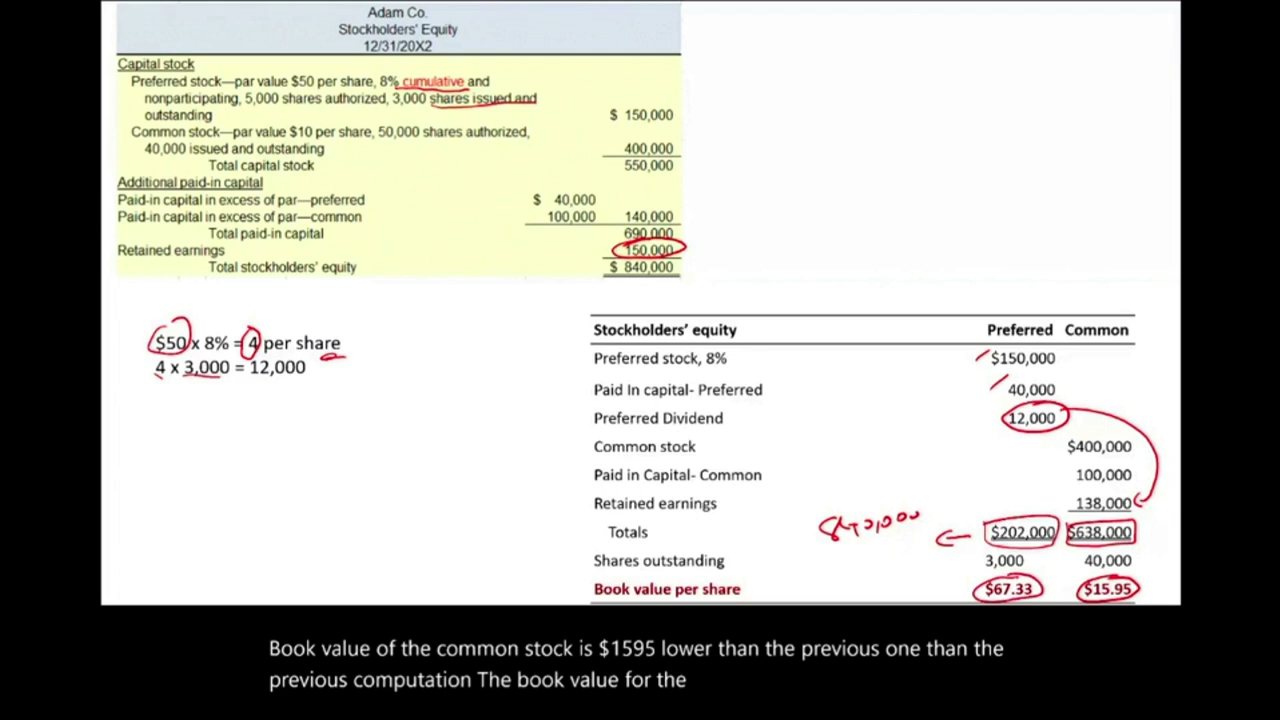 Adam Co.
Stockholders' Equity
12/31/20X2
Capital stock
Preferred stock—par value $50 per share, 8% cumulative and
nonparticipating, 5,000 shares authorized, 3,000 shares issued and
outstanding $ 150,000
Common stock—par value $10 per share, 50,000 shares authorized,
40,000 issued and outstanding 400,000
Total capital stock 550,000
Additional paid-in capital
Paid-in capital in excess of par—preferred $ 40,000
Paid-in capital in excess of par—common 100,000 140,000
Total paid-in capital 690,000
Retained earnings 150,000
Total stockholders' equity $ 840,000
$50 x 8% = 4 per share
4 x 3,000 = 12,000
Stockholders' equity Preferred Common
Preferred stock, 8% $150,000
Paid In capital- Preferred 40,000
Preferred Dividend 12,000
Common stock $400,000
Paid in Capital- Common 100,000
Retained earnings 138,000
Totals 840,000 $202,000 $638,000
Shares outstanding 3,000 40,000
Book value per share $67.33 $15.95
Book value of the common stock is $1595 lower than the previous one than the
previous computation The book value for the